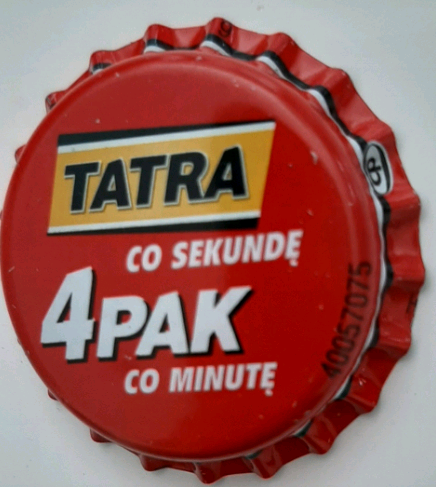 TATRA
CO SEKUNDĘ
4PAK
CO MINUTĘ
40057075